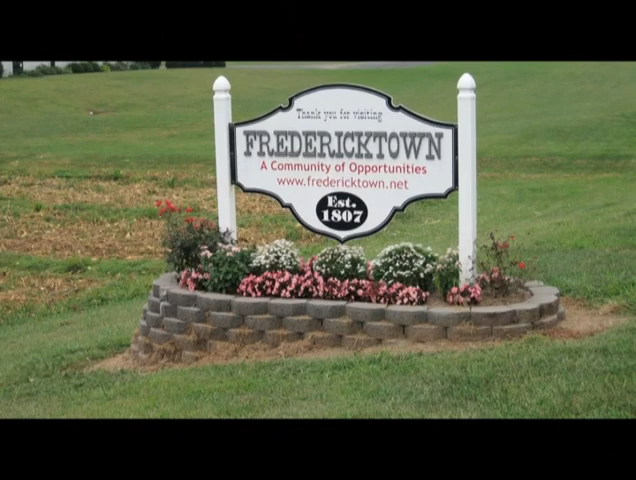 Thank you for visiting
FREDERICKTOWN
A Community of Opportunities
www.fredericktown.net
Est.
1807